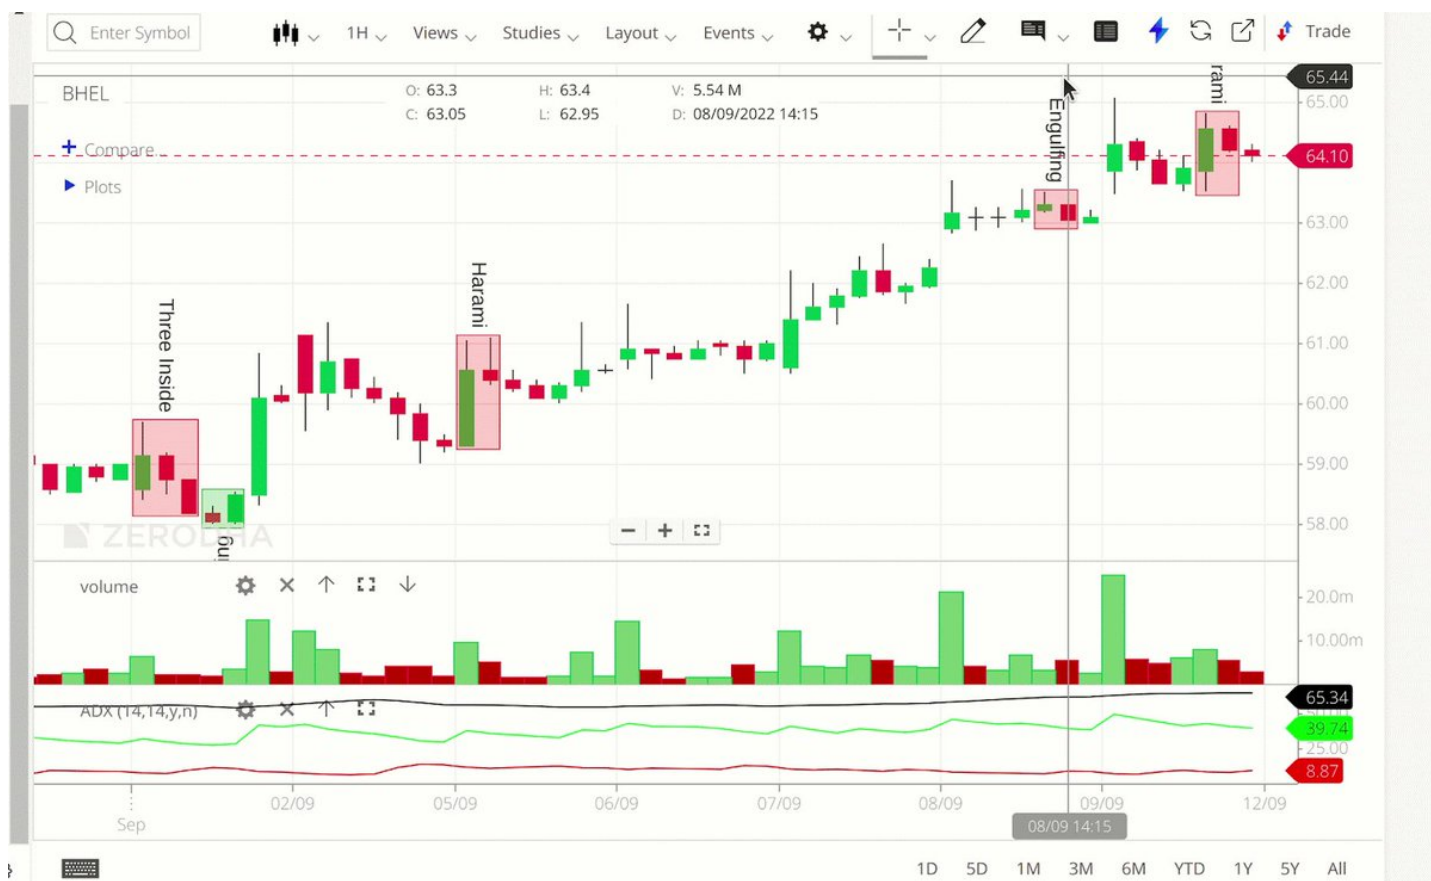 Enter Symbol 1H Views Studies Layout Events Trade
BHEL
O: 63.3 H: 63.4 V: 5.54 M
C: 63.05 L: 62.95 D: 08/09/2022 14:15
+ Compare...
Plots
Three Inside
Harami
Engulfing
rami
gui
65.44
65.00
64.10
63.00
62.00
61.00
60.00
59.00
58.00
ZERODHA
volume
20.0m
10.00m
ADX (14,14,y,n)
65.34
39.74
25.00
8.87
02/09 05/09 06/09 07/09 08/09 09/09 12/09
Sep
08/09 14:15
1D 5D 1M 3M 6M YTD 1Y 5Y All